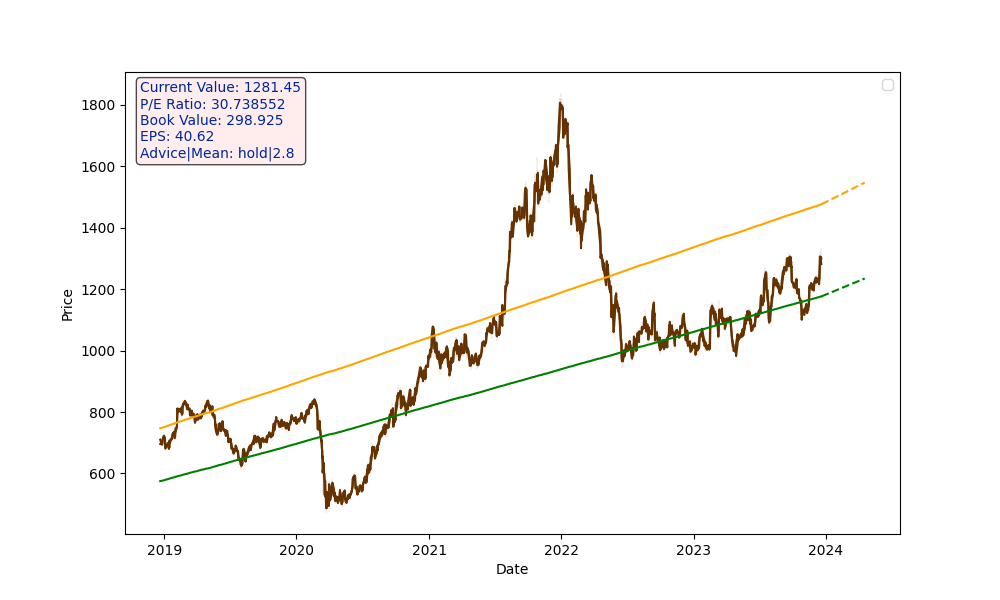 Current Value: 1281.45
P/E Ratio: 30.738552
Book Value: 298.925
EPS: 40.62
Advice|Mean: hold|2.8
1800
1600
1400
1200
1000
800
600
Price
2019 2020 2021 2022 2023 2024
Date